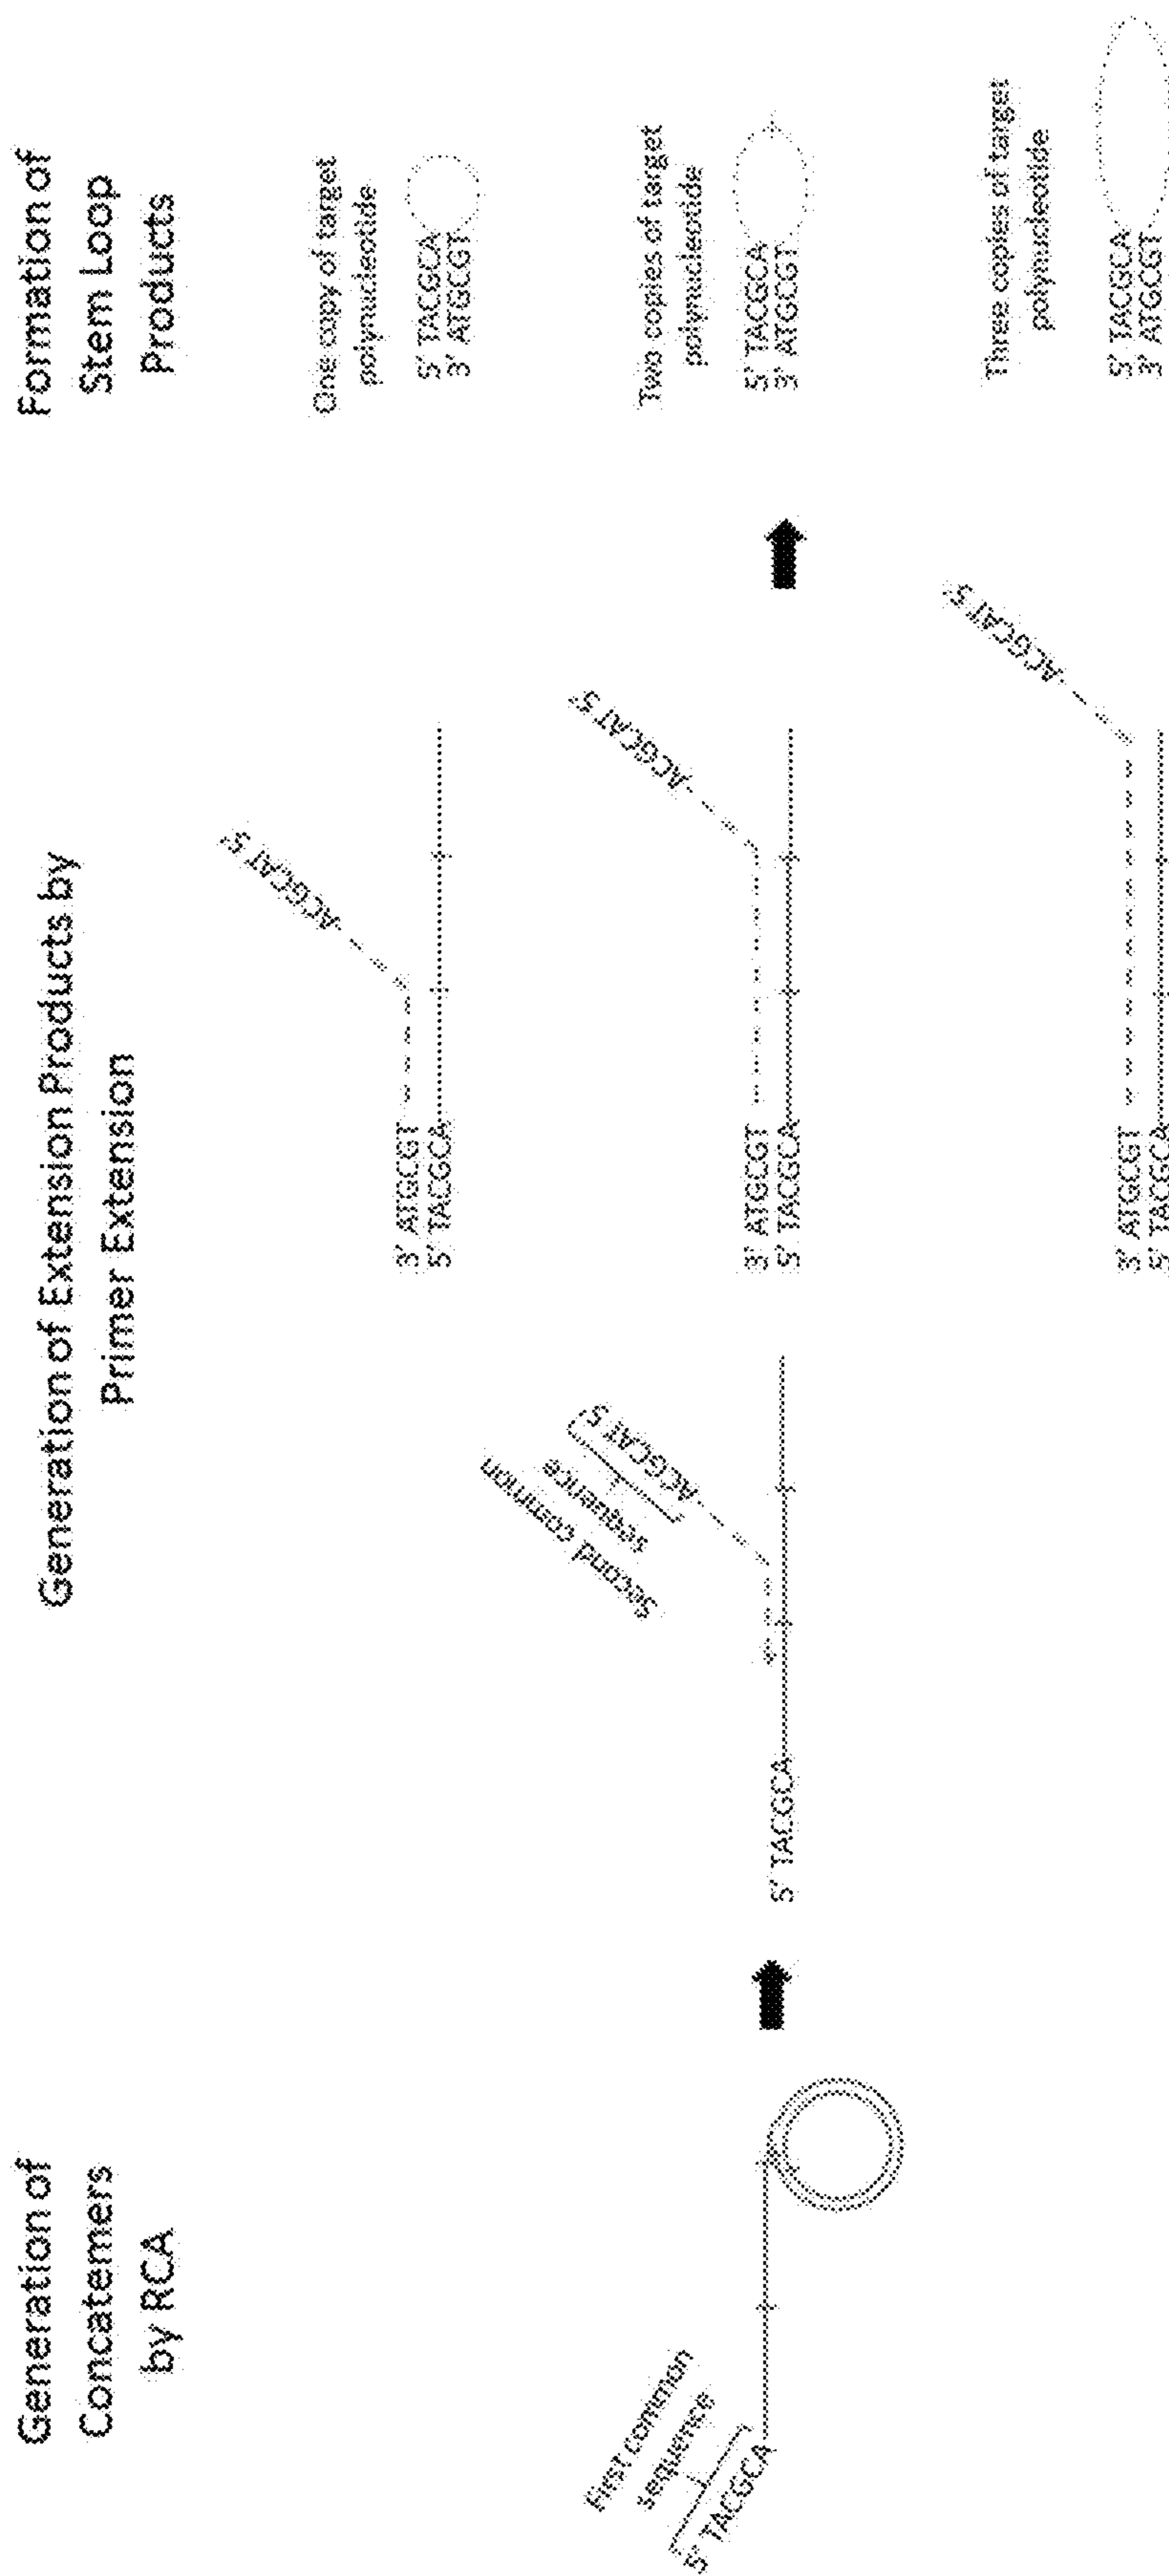 Generation of
Concatemers
by RCA
First common
sequence
5' TACGCA
Generation of Extension Products by
Primer Extension
Second common
sequence
ACGCAT 5'
5' TACGCA
ACGCAT 5'
3' ATGCGT
5' TACGCA
ACGCAT 5'
3' ATGCGT
5' TACGCA
ACGCAT 5'
3' ATGCGT
5' TACGCA
Formation of
Stem Loop
Products
One copy of target
polynucleotide
5' TACGCA
3' ATGCGT
Two copies of target
polynucleotide
5' TACGCA
3' ATGCGT
Three copies of target
polynucleotide
5' TACGCA
3' ATGCGT